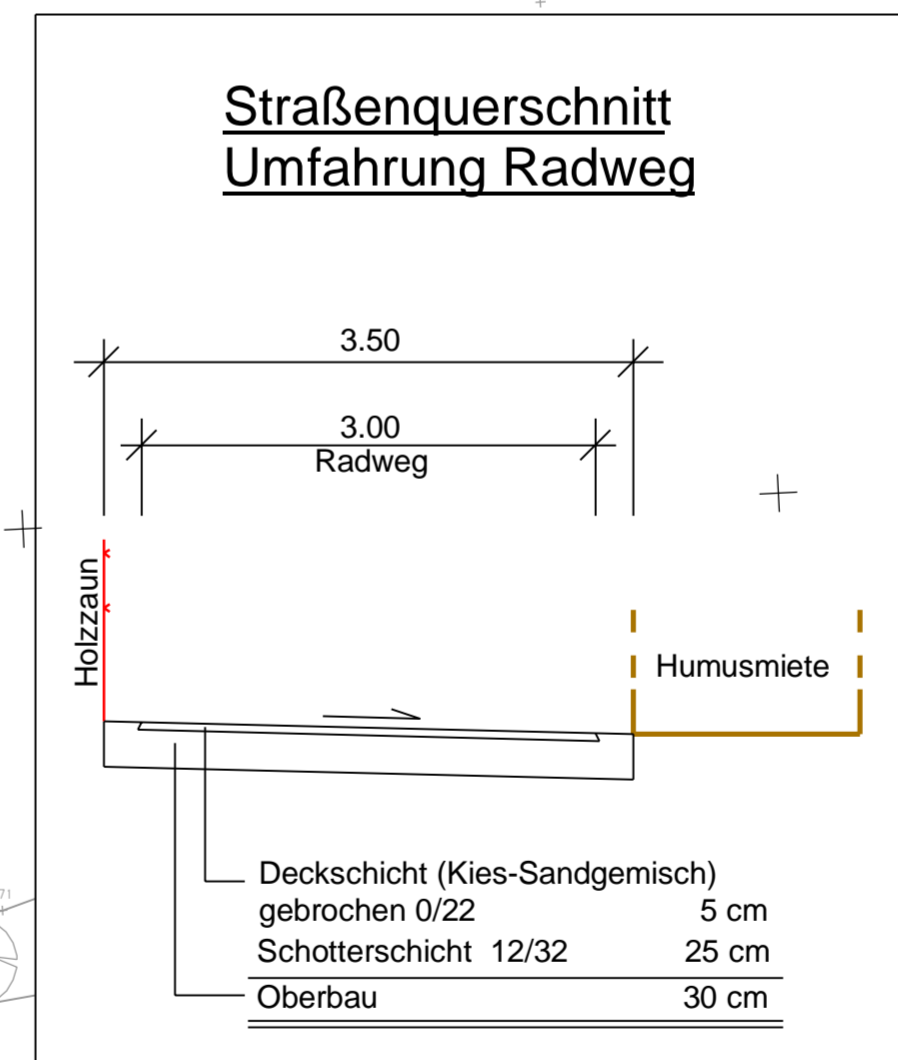 Straßenquerschnitt
Umfahrung Radweg
3.50
3.00
Radweg
Holzzaun
Humusmiete
Deckschicht (Kies-Sandgemisch)
gebrochen 0/22 5 cm
Schotterschicht 12/32 25 cm
Oberbau 30 cm